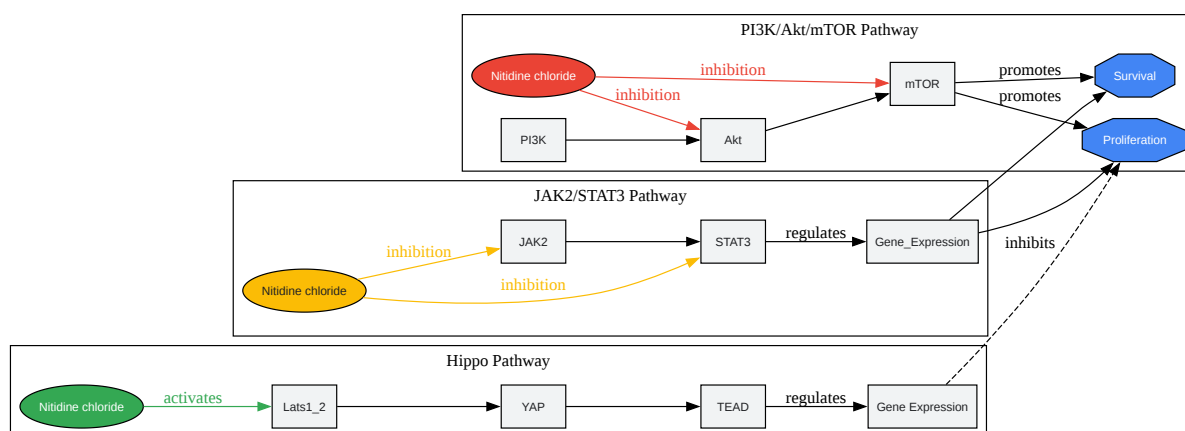 PI3K/Akt/mTOR Pathway
Nitidine chloride
inhibition
mTOR
promotes
Survival
inhibition
promotes
PI3K
Akt
Proliferation
JAK2/STAT3 Pathway
inhibition
JAK2
STAT3
regulates
Gene_Expression
inhibits
Nitidine chloride
inhibition
Hippo Pathway
Nitidine chloride
activates
Lats1_2
YAP
TEAD
regulates
Gene Expression